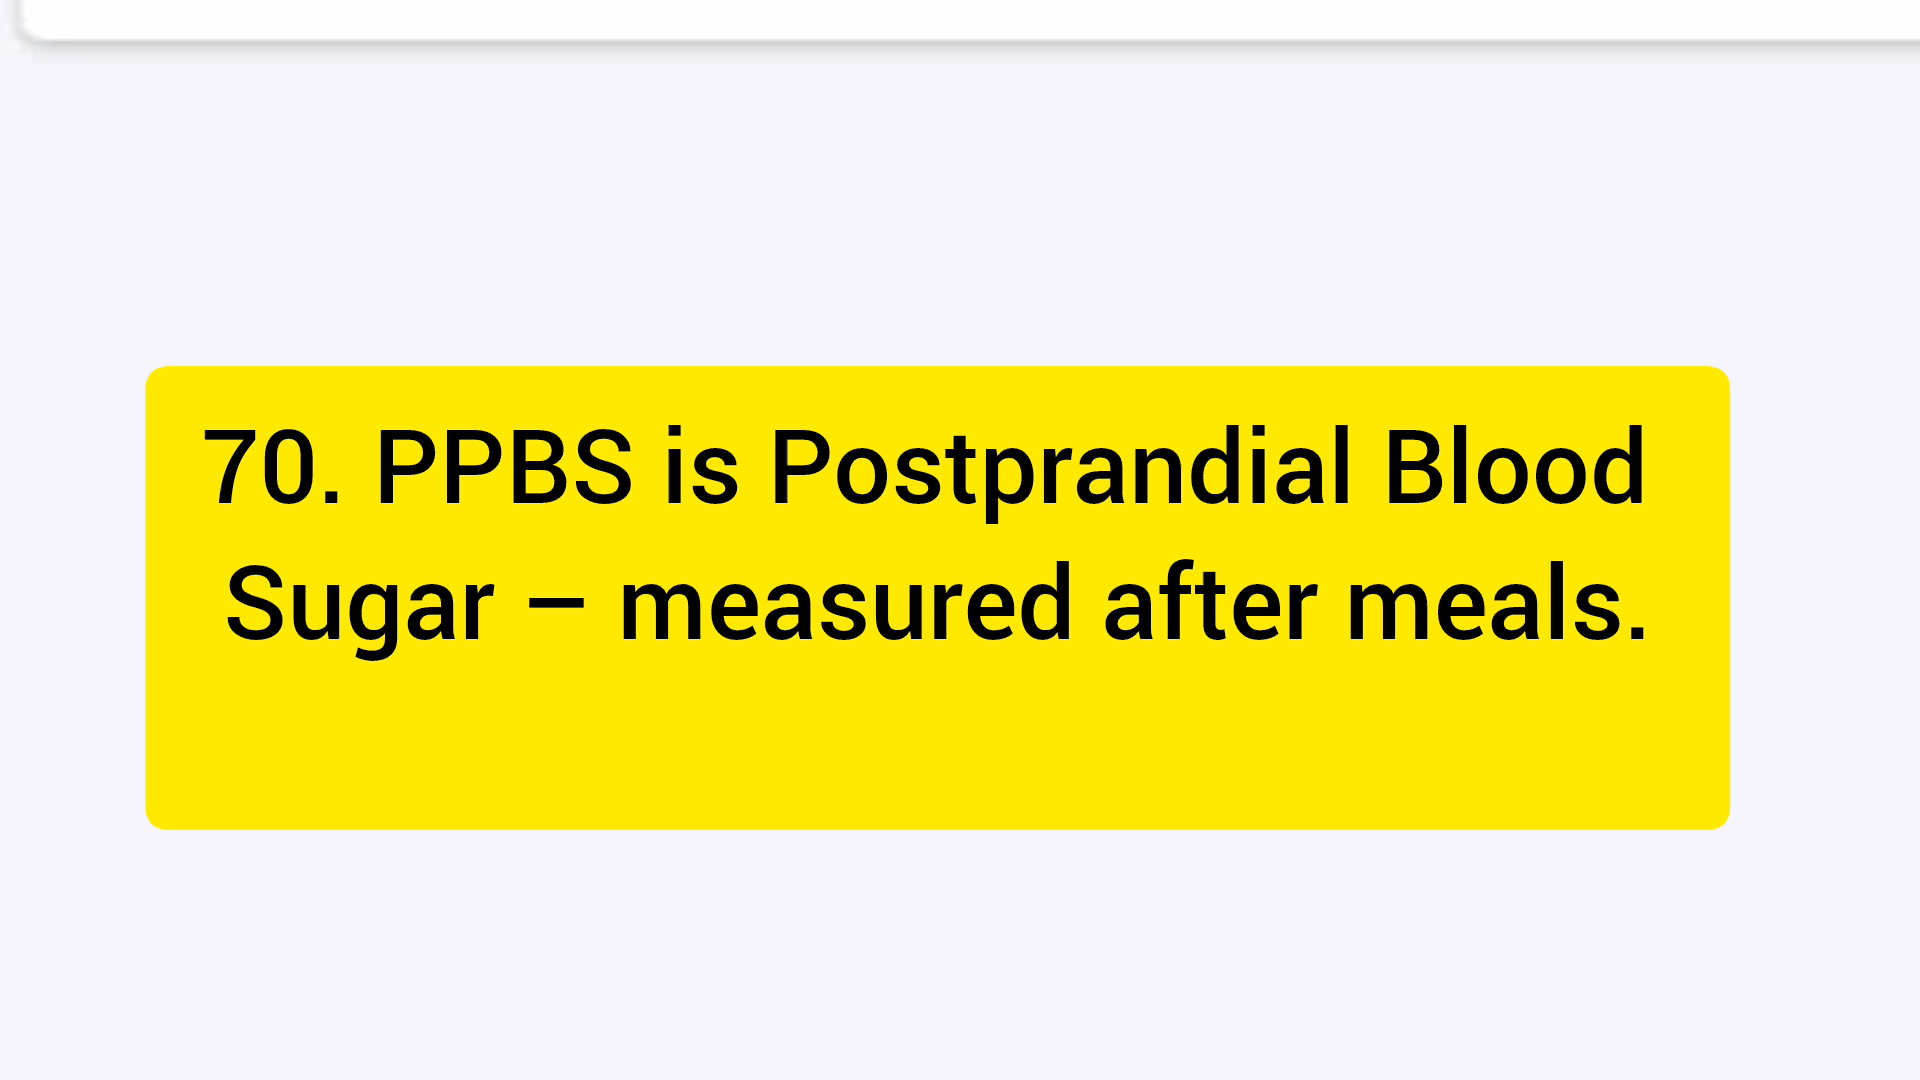 70. PPBS is Postprandial Blood
Sugar – measured after meals.